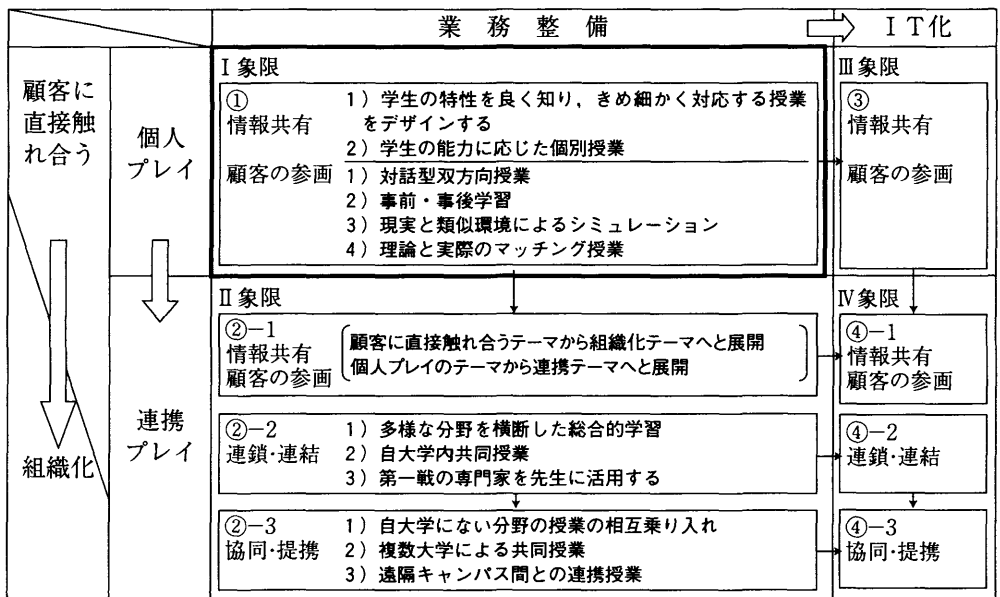 業務整備
IT化
顧客に
直接触
れ合う
個人
プレイ
Ⅰ象限
①
情報共有
1) 学生の特性を良く知り,きめ細かく対応する授業
をデザインする
2) 学生の能力に応じた個別授業
顧客の参画
1) 対話型双方向授業
2) 事前・事後学習
3) 現実と類似環境によるシミュレーション
4) 理論と実際のマッチング授業
Ⅲ象限
③
情報共有
顧客の参画
組織化
連携
プレイ
Ⅱ象限
②-1
情報共有
顧客の参画
顧客に直接触れ合うテーマから組織化テーマへと展開
個人プレイのテーマから連携テーマへと展開
②-2
連鎖・連結
1) 多様な分野を横断した総合的学習
2) 自大学内共同授業
3) 第一戦の専門家を先生に活用する
②-3
協同・提携
1) 自大学にない分野の授業の相互乗り入れ
2) 複数大学による共同授業
3) 遠隔キャンパス間との連携授業
Ⅳ象限
④-1
情報共有
顧客の参画
④-2
連鎖・連結
④-3
協同・提携